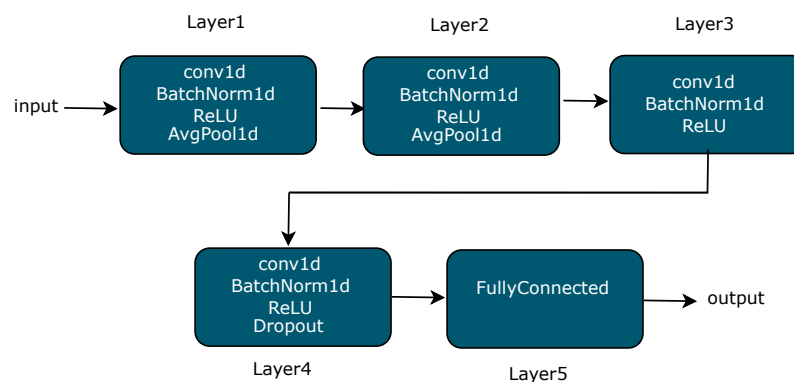 Layer1
Layer2
Layer3
input
conv1d
BatchNorm1d
ReLU
AvgPool1d
conv1d
BatchNorm1d
ReLU
AvgPool1d
conv1d
BatchNorm1d
ReLU
conv1d
BatchNorm1d
ReLU
Dropout
FullyConnected
output
Layer4
Layer5